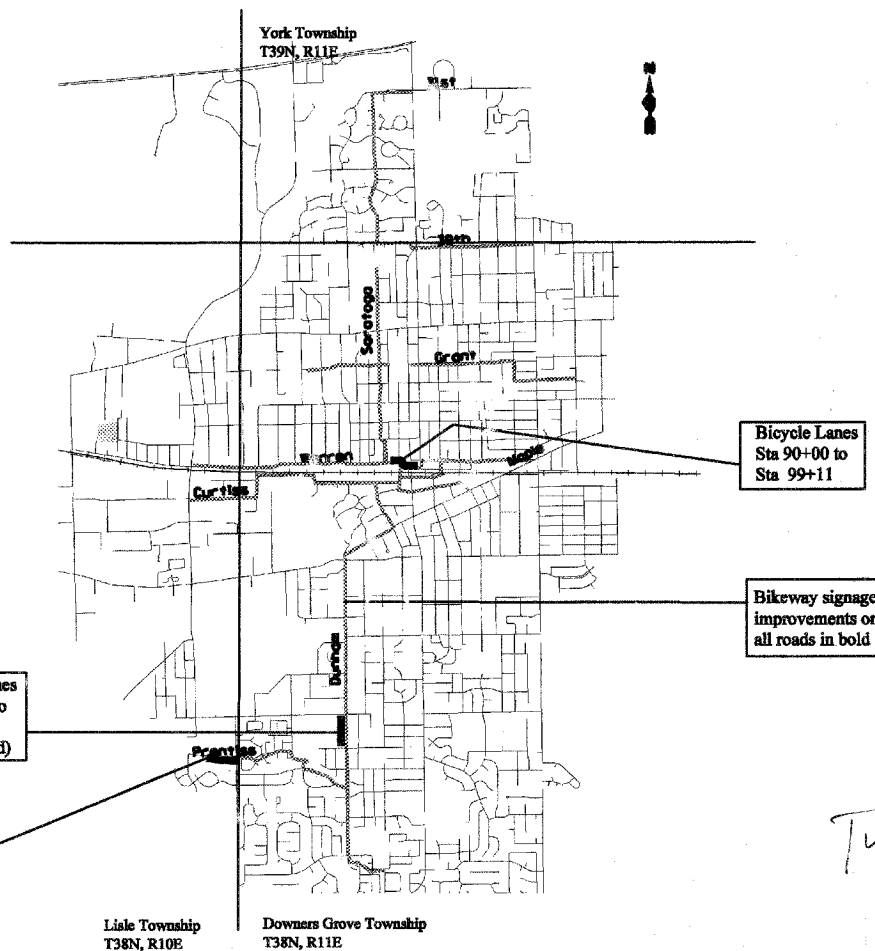 York Township
T39N, R11E
31st
N
39th
Saratoga
Grant
Warren
Maple
Curtiss
Bicycle Lanes
Sta 90+00 to
Sta 99+11
Bikeway signage
improvements on
all roads in bold
Dunham
Prentiss
Lisle Township
T38N, R10E
Downers Grove Township
T38N, R11E